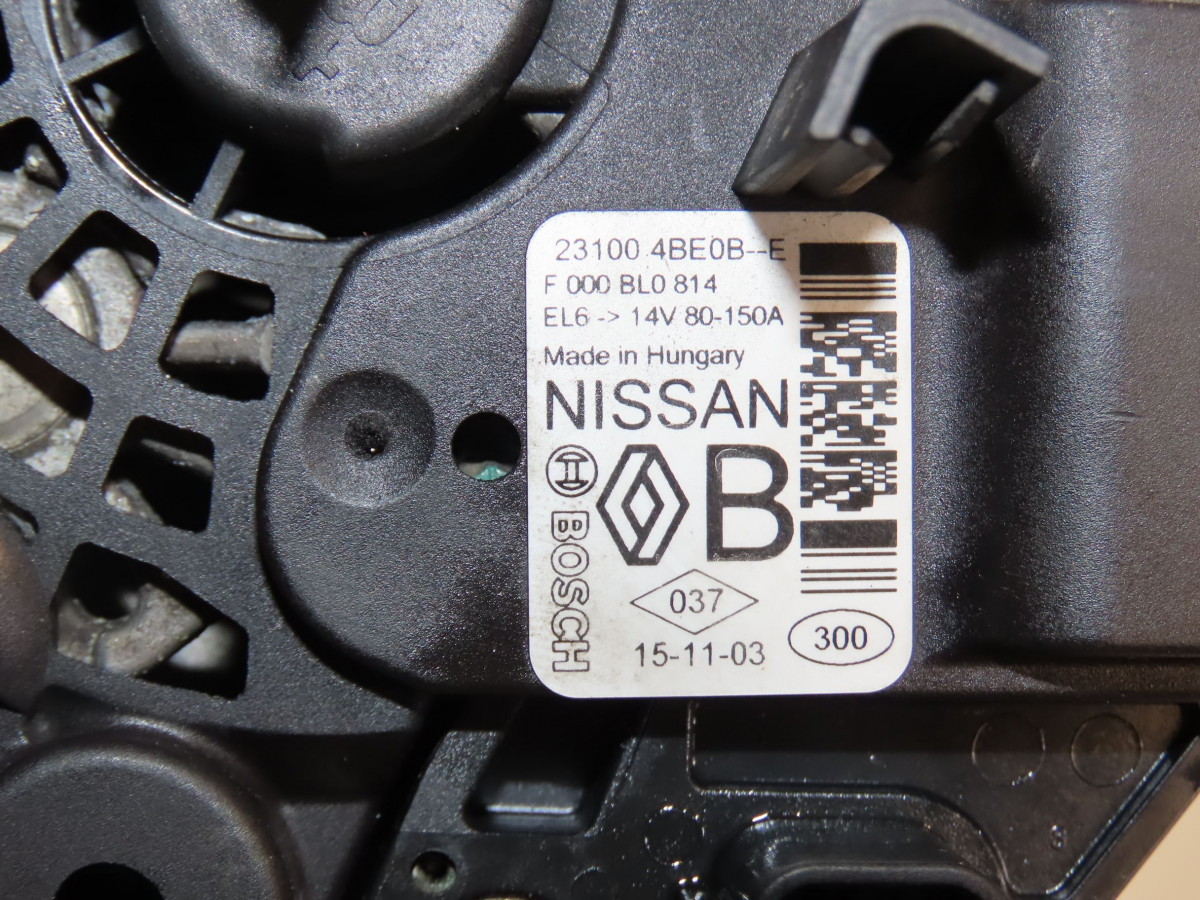 23100 4BE0B--E
F 000 BL0 814
EL6 -> 14V 80-150A
Made in Hungary
NISSAN
B
BOSCH
037
15-11-03
300